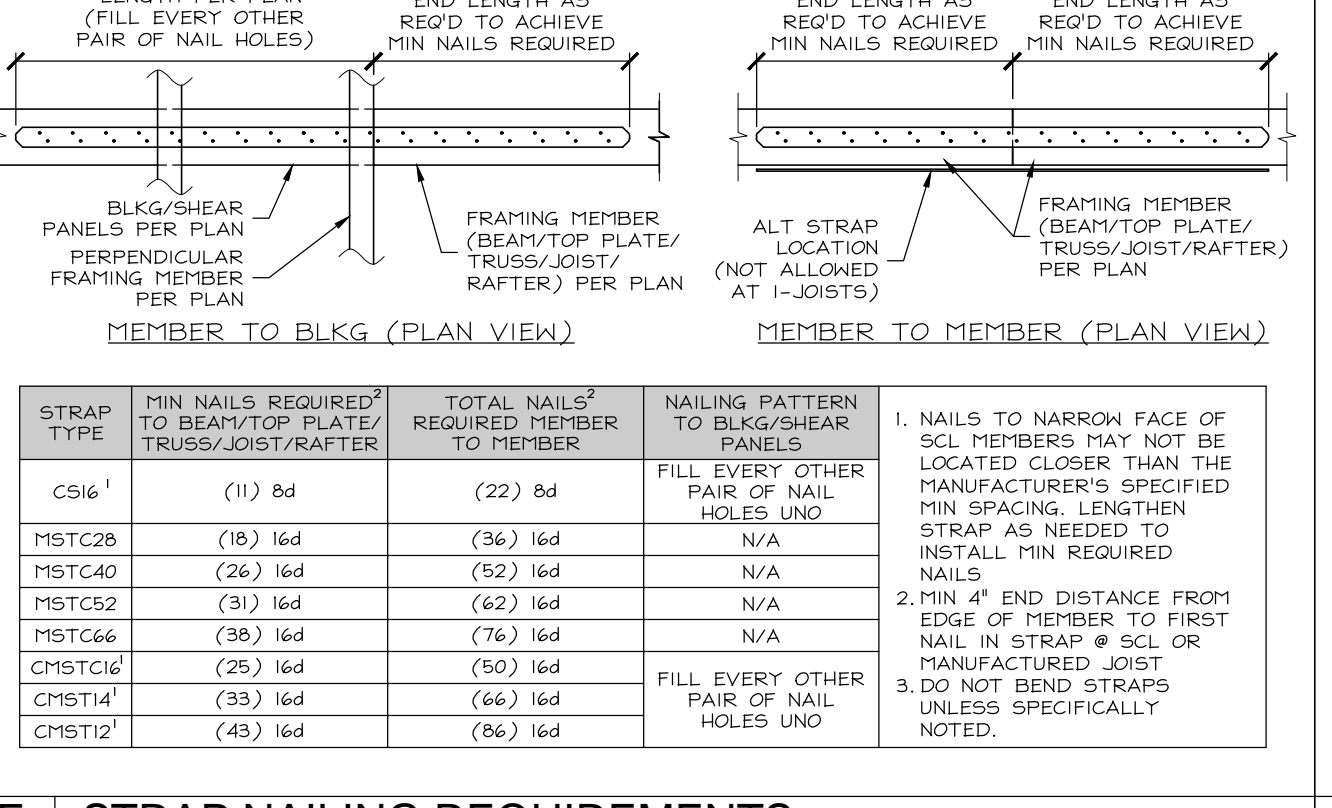 LENGTH PER PLAN
(FILL EVERY OTHER
PAIR OF NAIL HOLES)
END LENGTH AS
REQ'D TO ACHIEVE
MIN NAILS REQUIRED
END LENGTH AS
REQ'D TO ACHIEVE
MIN NAILS REQUIRED
END LENGTH AS
REQ'D TO ACHIEVE
MIN NAILS REQUIRED
BLKG/SHEAR
PANELS PER PLAN
PERPENDICULAR
FRAMING MEMBER
PER PLAN
FRAMING MEMBER
(BEAM/TOP PLATE/
TRUSS/JOIST/
RAFTER) PER PLAN
MEMBER TO BLKG (PLAN VIEW)
ALT STRAP
LOCATION
(NOT ALLOWED
AT I-JOISTS)
FRAMING MEMBER
(BEAM/TOP PLATE/
TRUSS/JOIST/RAFTER)
PER PLAN
MEMBER TO MEMBER (PLAN VIEW)
STRAP
TYPE
MIN NAILS REQUIRED²
TO BEAM/TOP PLATE/
TRUSS/JOIST/RAFTER
TOTAL NAILS²
REQUIRED MEMBER
TO MEMBER
NAILING PATTERN
TO BLKG/SHEAR
PANELS
CS16 ¹
(11) 8d
(22) 8d
FILL EVERY OTHER
PAIR OF NAIL
HOLES UNO
MSTC28
(18) 16d
(36) 16d
N/A
MSTC40
(26) 16d
(52) 16d
N/A
MSTC52
(31) 16d
(62) 16d
N/A
MSTC66
(38) 16d
(76) 16d
N/A
CMSTC16¹
(25) 16d
(50) 16d
CMST14¹
(33) 16d
(66) 16d
CMST12¹
(43) 16d
(86) 16d
FILL EVERY OTHER
PAIR OF NAIL
HOLES UNO
1. NAILS TO NARROW FACE OF
SCL MEMBERS MAY NOT BE
LOCATED CLOSER THAN THE
MANUFACTURER'S SPECIFIED
MIN SPACING. LENGTHEN
STRAP AS NEEDED TO
INSTALL MIN REQUIRED
NAILS
2. MIN 4" END DISTANCE FROM
EDGE OF MEMBER TO FIRST
NAIL IN STRAP @ SCL OR
MANUFACTURED JOIST
3. DO NOT BEND STRAPS
UNLESS SPECIFICALLY
NOTED.
STRAP NAILING REQUIREMENTS